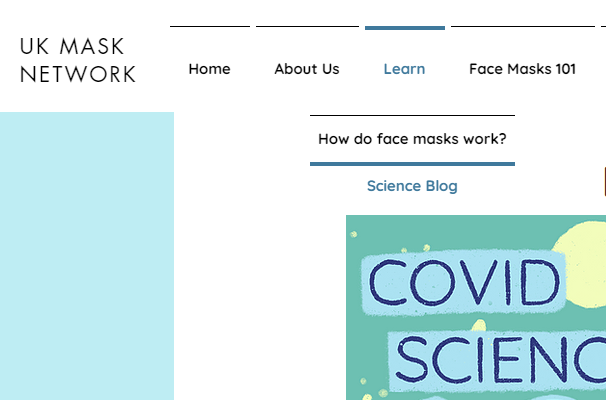 UK MASK
NETWORK
Home About Us Learn Face Masks 101
How do face masks work?
Science Blog
COVID
SCIENC